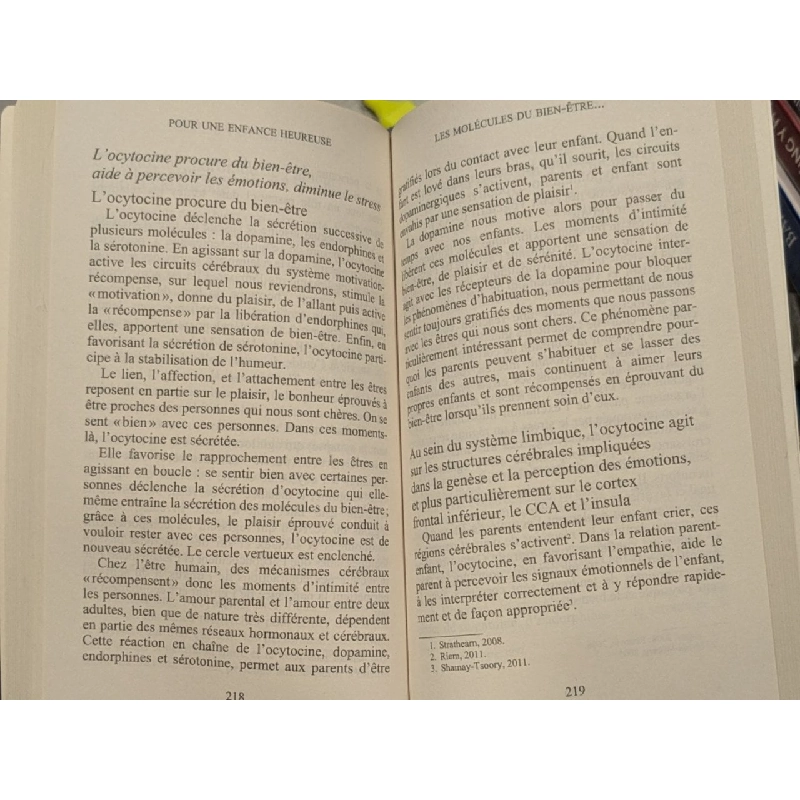 POUR UNE ENFANCE HEUREUSE
L'ocytocine procure du bien-être,
aide à percevoir les émotions, diminue le stress
L'ocytocine procure du bien-être
L'ocytocine déclenche la sécrétion successive de
plusieurs molécules : la dopamine, les endorphines et
la sérotonine. En agissant sur la dopamine, l'ocytocine
active les circuits cérébraux du système motivation-
récompense, sur lequel nous reviendrons, stimule la
« motivation », donne du plaisir, de l'allant puis active
la « récompense » par la libération d'endorphines qui,
elles, apportent une sensation de bien-être. Enfin, en
favorisant la sécrétion de sérotonine, l'ocytocine parti-
cipe à la stabilisation de l'humeur.
Le lien, l'affection, et l'attachement entre les êtres
reposent en partie sur le plaisir, le bonheur éprouvés à
être proches des personnes qui nous sont chères. On se
sent « bien » avec ces personnes. Dans ces moments-
là, l'ocytocine est sécrétée.
Elle favorise le rapprochement entre les êtres en
agissant en boucle : se sentir bien avec certaines per-
sonnes déclenche la sécrétion d'ocytocine qui elle-
même entraîne la sécrétion des molécules du bien-être ;
grâce à ces molécules, le plaisir éprouvé conduit à
vouloir rester avec ces personnes, l'ocytocine est de
nouveau sécrétée. Le cercle vertueux est enclenché.
Chez l'être humain, des mécanismes cérébraux
« récompensent » donc les moments d'intimité entre
les personnes. L'amour parental et l'amour entre deux
adultes, bien que de nature très différente, dépendent
en partie des mêmes réseaux hormonaux et cérébraux.
Cette réaction en chaîne de l'ocytocine, dopamine,
endorphines et sérotonine, permet aux parents d'être
218
LES MOLÉCULES DU BIEN-ÊTRE...
gratifiés lors du contact avec leur enfant. Quand l'en-
fant est lové dans leurs bras, qu'il sourit, les circuits
dopaminergiques s'activent, parents et enfant sont
envahis par une sensation de plaisir¹.
La dopamine nous motive alors pour passer du
temps avec nos enfants. Les moments d'intimité
libèrent ces molécules et apportent une sensation de
bien-être, de plaisir et de sérénité. L'ocytocine inter-
agit avec les récepteurs de la dopamine pour bloquer
les phénomènes d'habituation, nous permettant de nous
sentir toujours gratifiés des moments que nous passons
avec les êtres qui nous sont chers. Ce phénomène par-
ticulièrement intéressant permet de comprendre pour-
quoi les parents peuvent s'habituer et se lasser des
enfants des autres, mais continuent à aimer leurs
propres enfants et sont récompensés en éprouvant du
bien-être lorsqu'ils prennent soin d'eux.
Au sein du système limbique, l'ocytocine agit
sur les structures cérébrales impliquées
dans la genèse et la perception des émotions,
et plus particulièrement sur le cortex
frontal inférieur, le CCA et l'insula
Quand les parents entendent leur enfant crier, ces
régions cérébrales s'activent². Dans la relation parent-
enfant, l'ocytocine, en favorisant l'empathie, aide le
parent à percevoir les signaux émotionnels de l'enfant,
à les interpréter correctement et à y répondre rapide-
ment et de façon appropriée³.
1. Strathearn, 2008.
2. Riem, 2011.
3. Shamay-Tsoory, 2011.
219